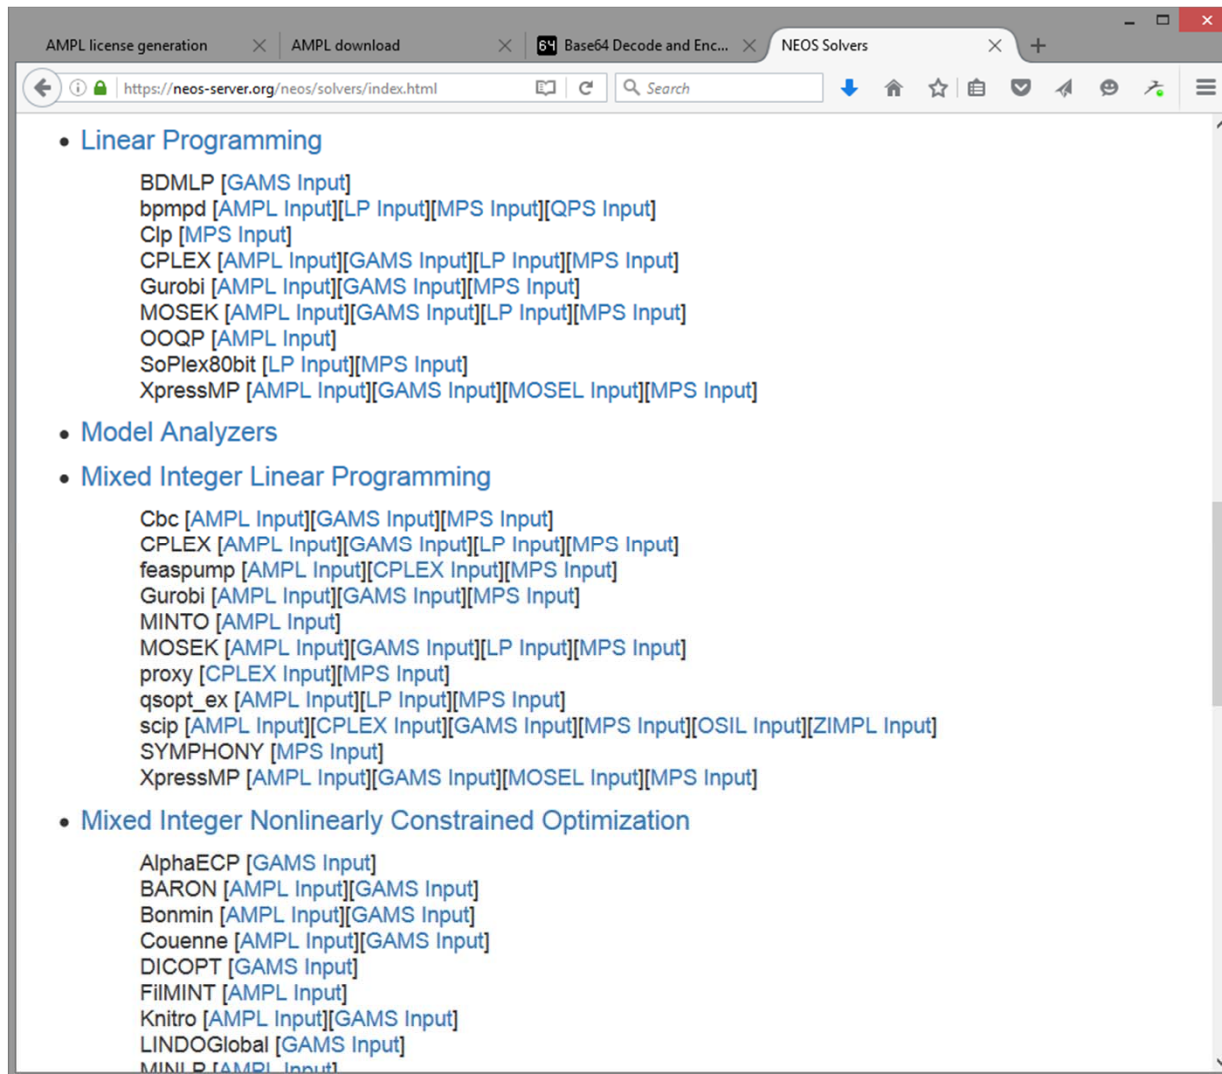 AMPL license generation
AMPL download
64 Base64 Decode and Enc...
NEOS Solvers
https://neos-server.org/neos/solvers/index.html
Search
• Linear Programming
BDMLP [GAMS Input]
bpmpd [AMPL Input][LP Input][MPS Input][QPS Input]
Clp [MPS Input]
CPLEX [AMPL Input][GAMS Input][LP Input][MPS Input]
Gurobi [AMPL Input][GAMS Input][MPS Input]
MOSEK [AMPL Input][GAMS Input][LP Input][MPS Input]
OOQP [AMPL Input]
SoPlex80bit [LP Input][MPS Input]
XpressMP [AMPL Input][GAMS Input][MOSEL Input][MPS Input]
• Model Analyzers
• Mixed Integer Linear Programming
Cbc [AMPL Input][GAMS Input][MPS Input]
CPLEX [AMPL Input][GAMS Input][LP Input][MPS Input]
feaspump [AMPL Input][CPLEX Input][MPS Input]
Gurobi [AMPL Input][GAMS Input][MPS Input]
MINTO [AMPL Input]
MOSEK [AMPL Input][GAMS Input][LP Input][MPS Input]
proxy [CPLEX Input][MPS Input]
qsopt_ex [AMPL Input][LP Input][MPS Input]
scip [AMPL Input][CPLEX Input][GAMS Input][MPS Input][OSIL Input][ZIMPL Input]
SYMPHONY [MPS Input]
XpressMP [AMPL Input][GAMS Input][MOSEL Input][MPS Input]
• Mixed Integer Nonlinearly Constrained Optimization
AlphaECP [GAMS Input]
BARON [AMPL Input][GAMS Input]
Bonmin [AMPL Input][GAMS Input]
Couenne [AMPL Input][GAMS Input]
DICOPT [GAMS Input]
FilMINT [AMPL Input]
Knitro [AMPL Input][GAMS Input]
LINDOGlobal [GAMS Input]
MINLP [AMPL Input]